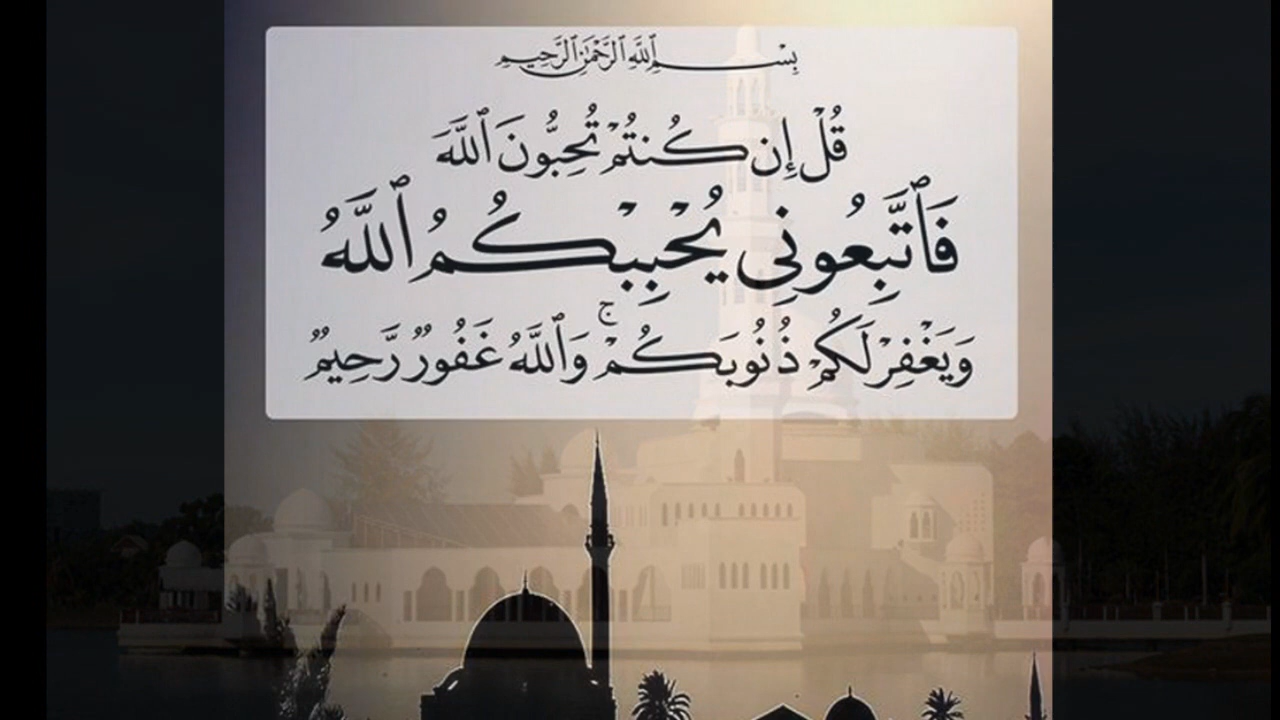 بِسْمِ ٱللَّهِ ٱلرَّحْمَٰنِ ٱلرَّحِيمِ
قُلْ إِن كُنتُمْ تُحِبُّونَ ٱللَّهَ
فَٱتَّبِعُونِي يُحْبِبْكُمُ ٱللَّهُ
وَيَغْفِرْ لَكُمْ ذُنُوبَكُمْ ۚ وَٱللَّهُ غَفُورٌ رَّحِيمٌ